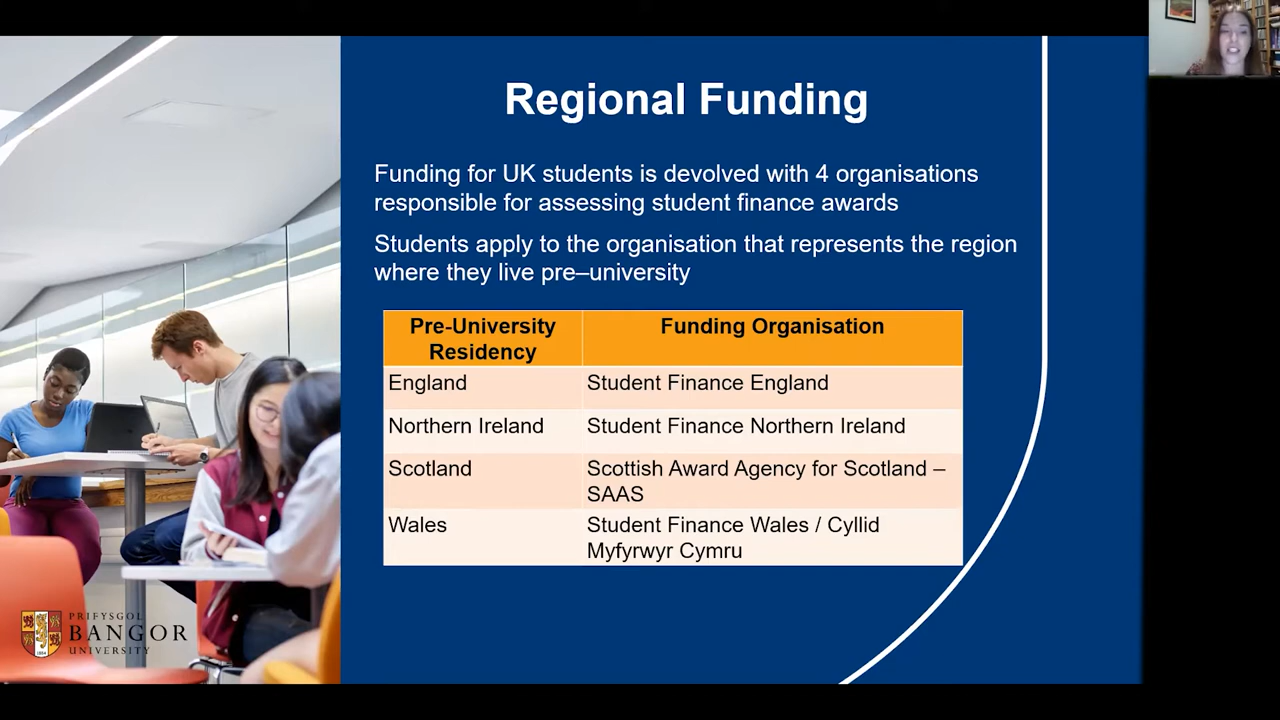 Regional Funding
Funding for UK students is devolved with 4 organisations
responsible for assessing student finance awards
Students apply to the organisation that represents the region
where they live pre–university
Pre-University
Residency
Funding Organisation
England
Student Finance England
Northern Ireland
Student Finance Northern Ireland
Scotland
Scottish Award Agency for Scotland –
SAAS
Wales
Student Finance Wales / Cyllid
Myfyrwyr Cymru
PRIFYSGOL
BANGOR
UNIVERSITY